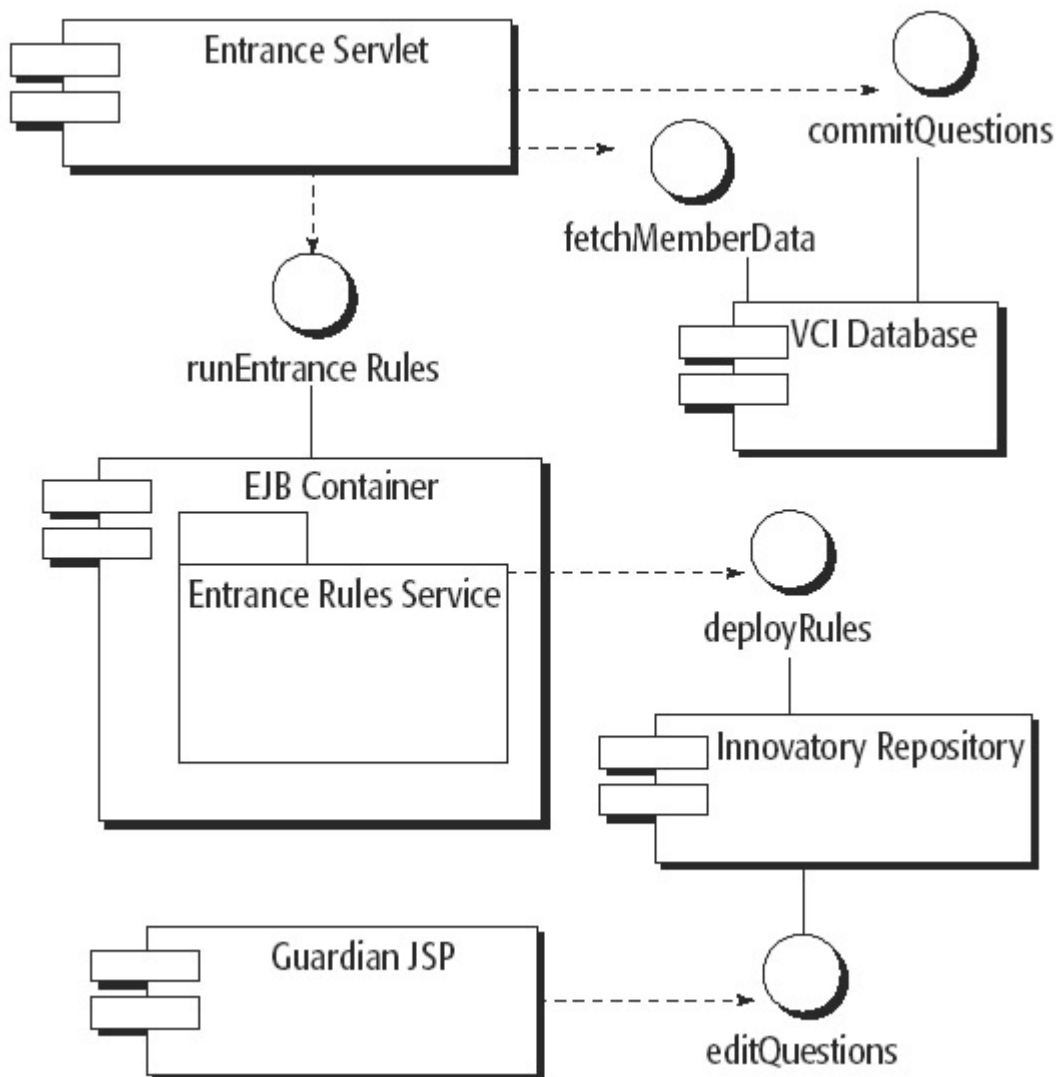 Entrance Servlet
commitQuestions
fetchMemberData
VCI Database
runEntrance Rules
EJB Container
Entrance Rules Service
deployRules
Innovatory Repository
Guardian JSP
editQuestions